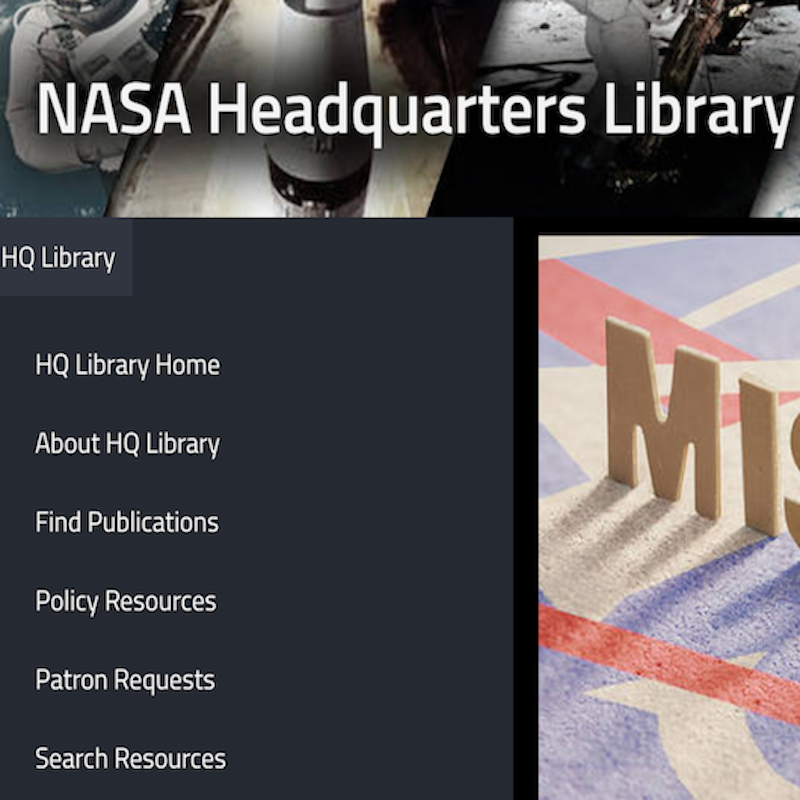 NASA Headquarters Library
HQ Library
HQ Library Home
About HQ Library
Find Publications
Policy Resources
Patron Requests
Search Resources
MIS